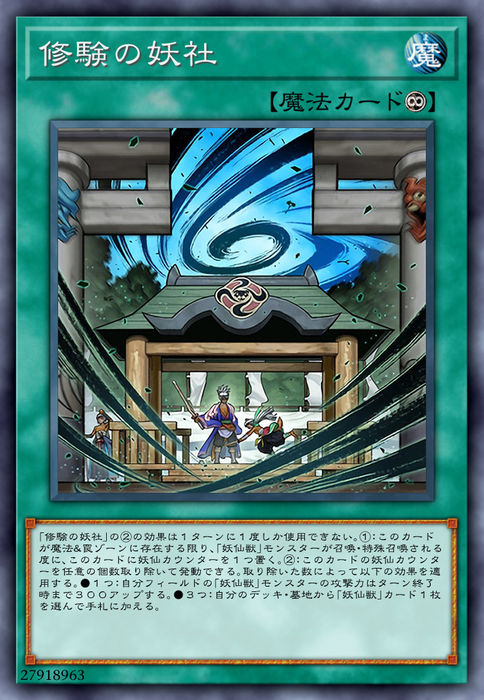 修験の妖社
魔
【魔法カード♾】
「修験の妖社」の②の効果は1ターンに1度しか使用できない。①:このカード
が魔法&罠ゾーンに存在する限り、「妖仙獣」モンスターが召喚・特殊召喚される
度に、このカードに妖仙カウンターを1つ置く。②:このカードの妖仙カウンタ
ーを任意の個数取り除いて発動できる。取り除いた数によって以下の効果を適
用する。●1つ:自分フィールドの「妖仙獣」モンスターの攻撃力はターン終了
時まで300アップする。●3つ:自分のデッキ・墓地から「妖仙獣」カード1枚
を選んで手札に加える。
27918963